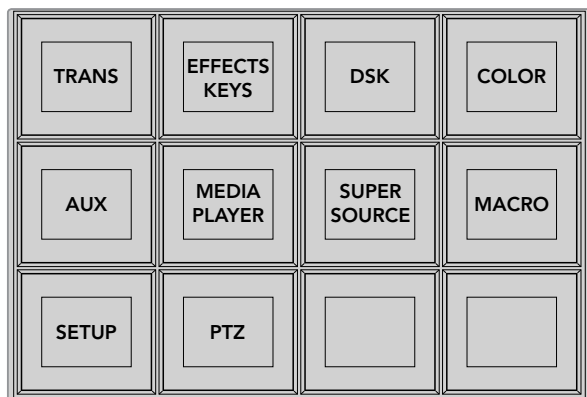 TRANS
EFFECTS
KEYS
DSK
COLOR
AUX
MEDIA
PLAYER
SUPER
SOURCE
MACRO
SETUP
PTZ